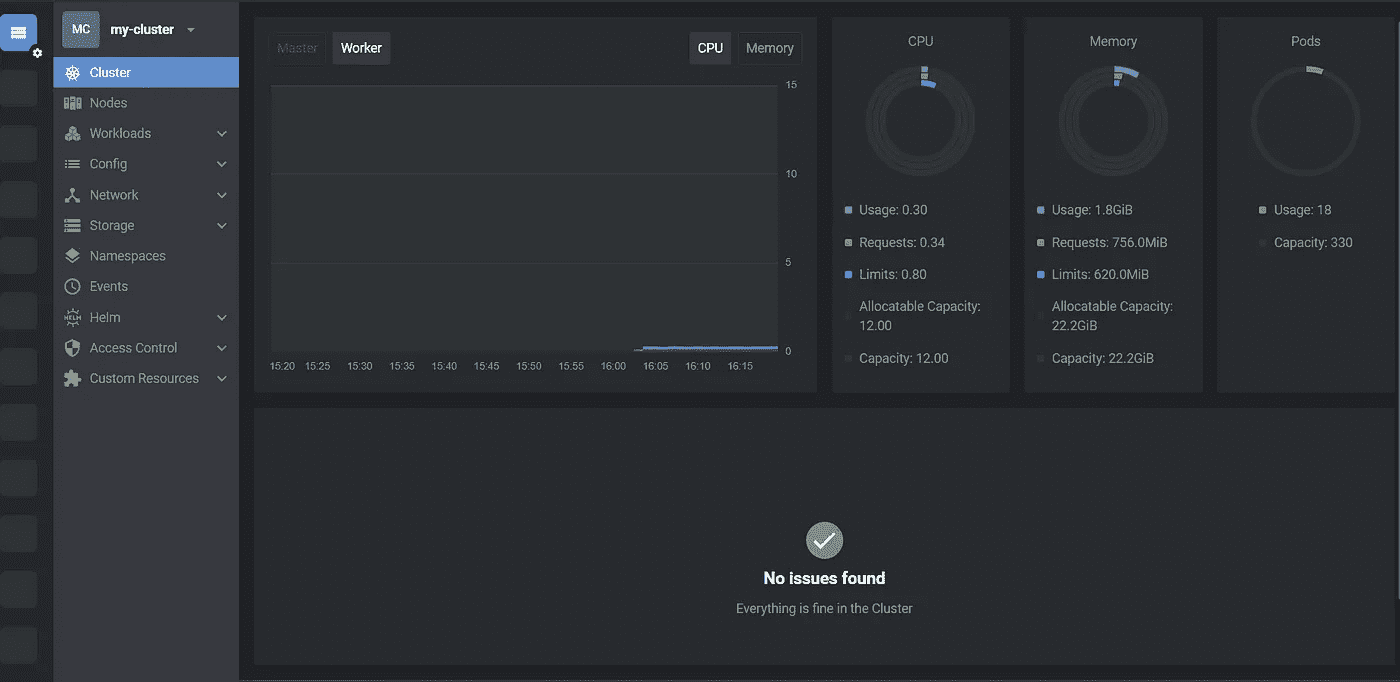 MC
my-cluster
Cluster
Nodes
Workloads
Config
Network
Storage
Namespaces
Events
HELM
Helm
Access Control
Custom Resources
Master
Worker
CPU
Memory
15
10
5
0
15:20 15:25 15:30 15:35 15:40 15:45 15:50 15:55 16:00 16:05 16:10 16:15
CPU
Usage: 0.30
Requests: 0.34
Limits: 0.80
Allocatable Capacity:
12.00
Capacity: 12.00
Memory
Usage: 1.8GiB
Requests: 756.0MiB
Limits: 620.0MiB
Allocatable Capacity:
22.2GiB
Capacity: 22.2GiB
Pods
Usage: 18
Capacity: 330
No issues found
Everything is fine in the Cluster